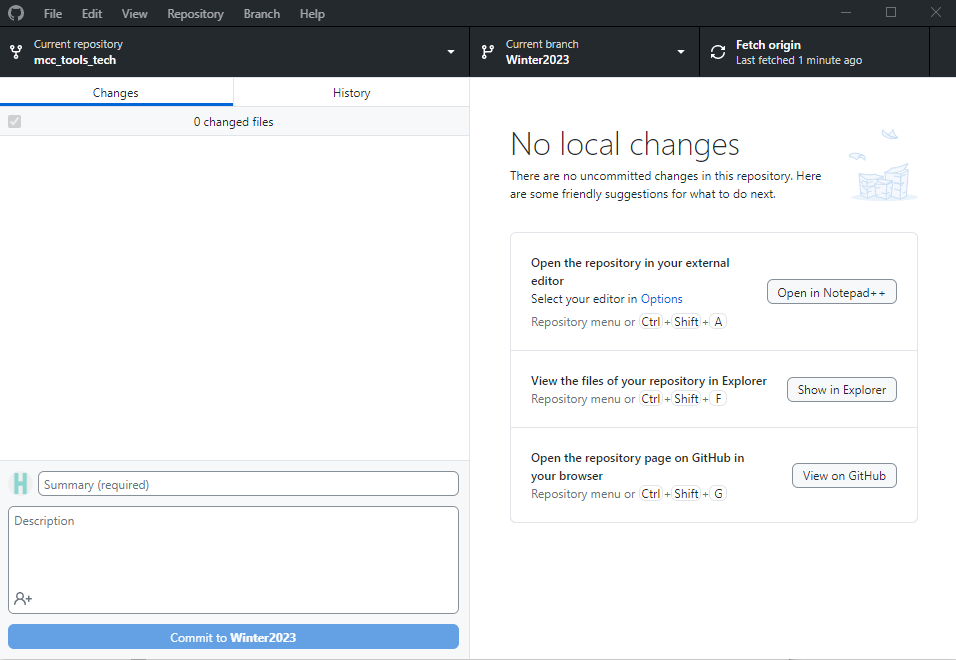 File Edit View Repository Branch Help
Current repository
mcc_tools_tech
Current branch
Winter2023
Fetch origin
Last fetched 1 minute ago
Changes
History
0 changed files
No local changes
There are no uncommitted changes in this repository. Here
are some friendly suggestions for what to do next.
Open the repository in your external
editor
Select your editor in Options
Repository menu or Ctrl + Shift + A
Open in Notepad++
View the files of your repository in Explorer
Repository menu or Ctrl + Shift + F
Show in Explorer
Open the repository page on GitHub in
your browser
Repository menu or Ctrl + Shift + G
View on GitHub
H
Summary (required)
Description
Commit to Winter2023